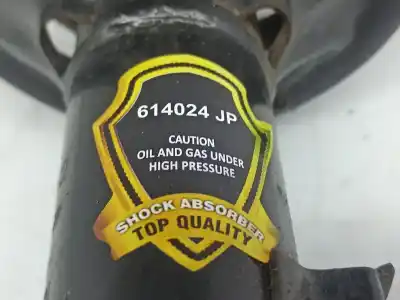 614024 JP
CAUTION
OIL AND GAS UNDER
HIGH PRESSURE
SHOCK ABSORBER
TOP QUALITY